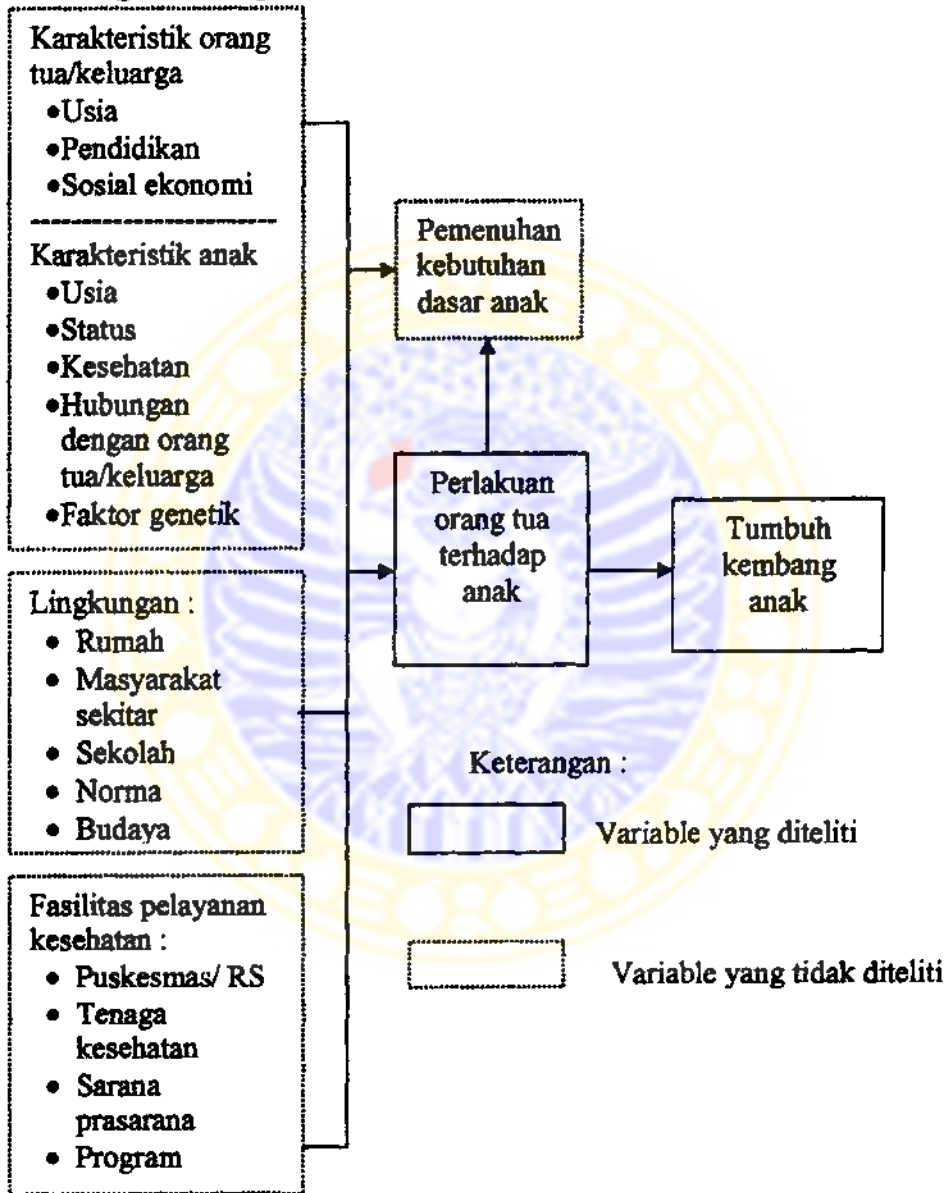 Karakteristik orang
tua/keluarga
•Usia
•Pendidikan
•Sosial ekonomi
Karakteristik anak
•Usia
•Status
•Kesehatan
•Hubungan
dengan orang
tua/keluarga
•Faktor genetik
Lingkungan :
• Rumah
• Masyarakat
sekitar
• Sekolah
• Norma
• Budaya
Fasilitas pelayanan
kesehatan :
• Puskesmas/ RS
• Tenaga
kesehatan
• Sarana
prasarana
• Program
Pemenuhan
kebutuhan
dasar anak
Perlakuan
orang tua
terhadap
anak
Tumbuh
kembang
anak
Keterangan :
Variable yang diteliti
Variable yang tidak diteliti